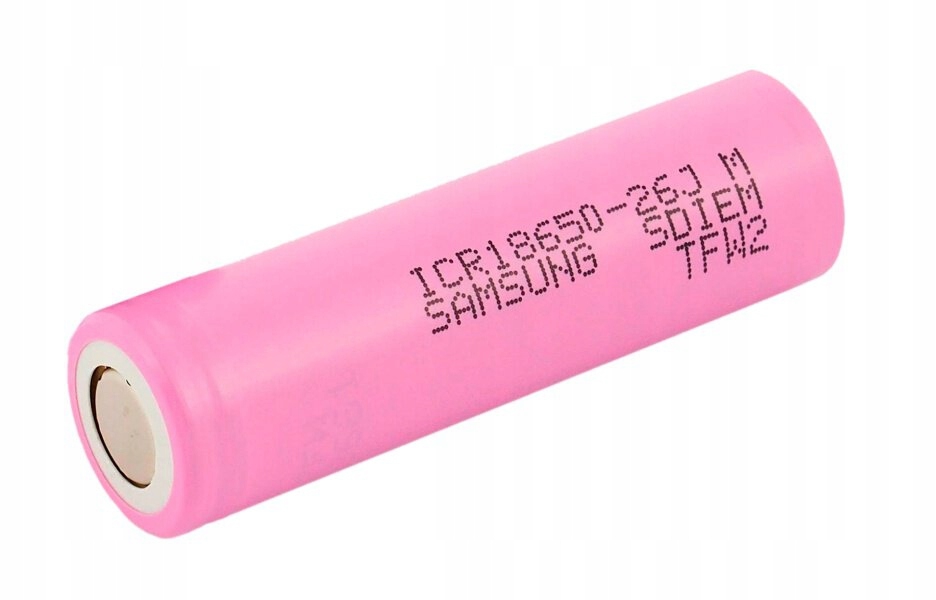 ICR18650-26J M
SAMSUNG SDIEM
TFW2